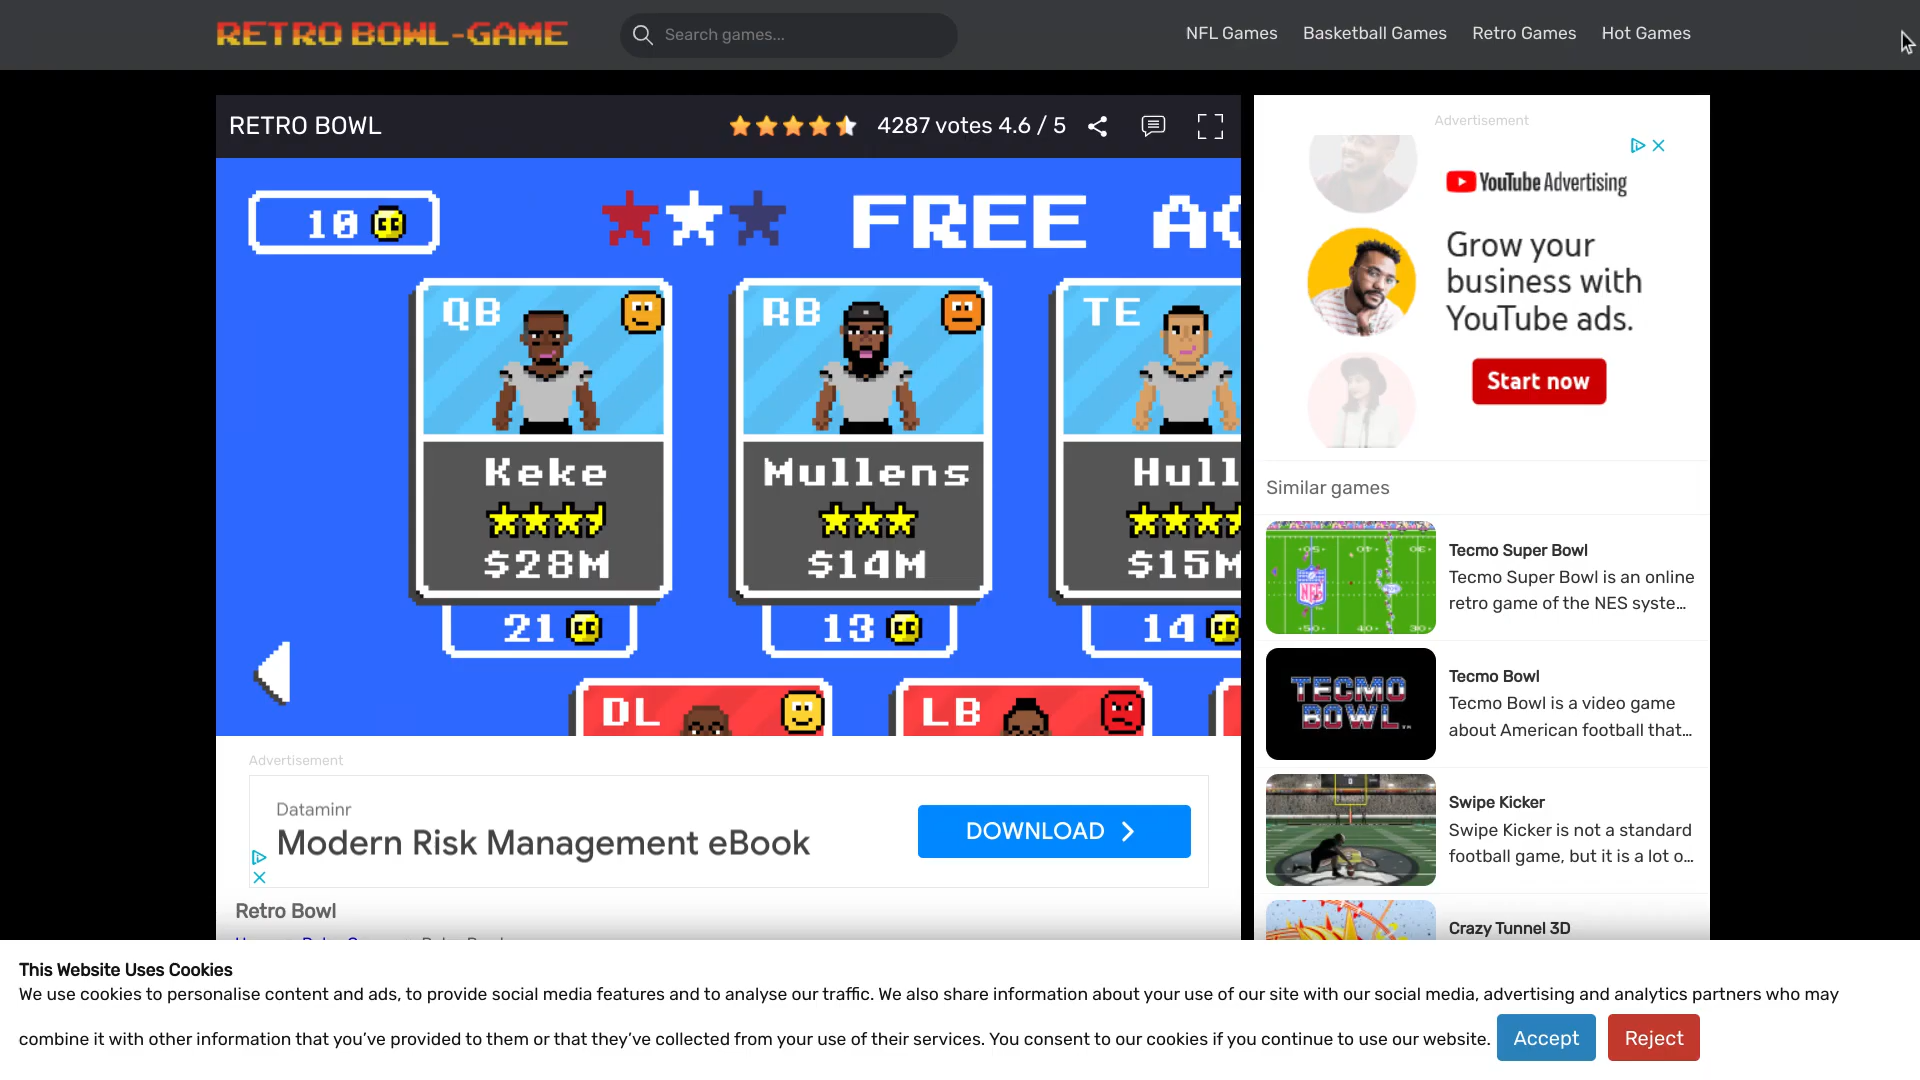 RETRO BOWL-GAME
Search games...
NFL Games
Basketball Games
Retro Games
Hot Games
RETRO BOWL
4287 votes 4.6 / 5
10
FREE
QB
Keke
$28M
21
RB
Mullens
$14M
13
TE
Hull
$15M
14
DL
LB
Advertisement
Dataminr
Modern Risk Management eBook
DOWNLOAD
Retro Bowl
Advertisement
YouTube Advertising
Grow your
business with
YouTube ads.
Start now
Similar games
Tecmo Super Bowl
Tecmo Super Bowl is an online
retro game of the NES syste...
TECMO
BOWL
Tecmo Bowl
Tecmo Bowl is a video game
about American football that...
Swipe Kicker
Swipe Kicker is not a standard
football game, but it is a lot o...
Crazy Tunnel 3D
This Website Uses Cookies
We use cookies to personalise content and ads, to provide social media features and to analyse our traffic. We also share information about your use of our site with our social media, advertising and analytics partners who may
combine it with other information that you’ve provided to them or that they’ve collected from your use of their services. You consent to our cookies if you continue to use our website.
Accept
Reject